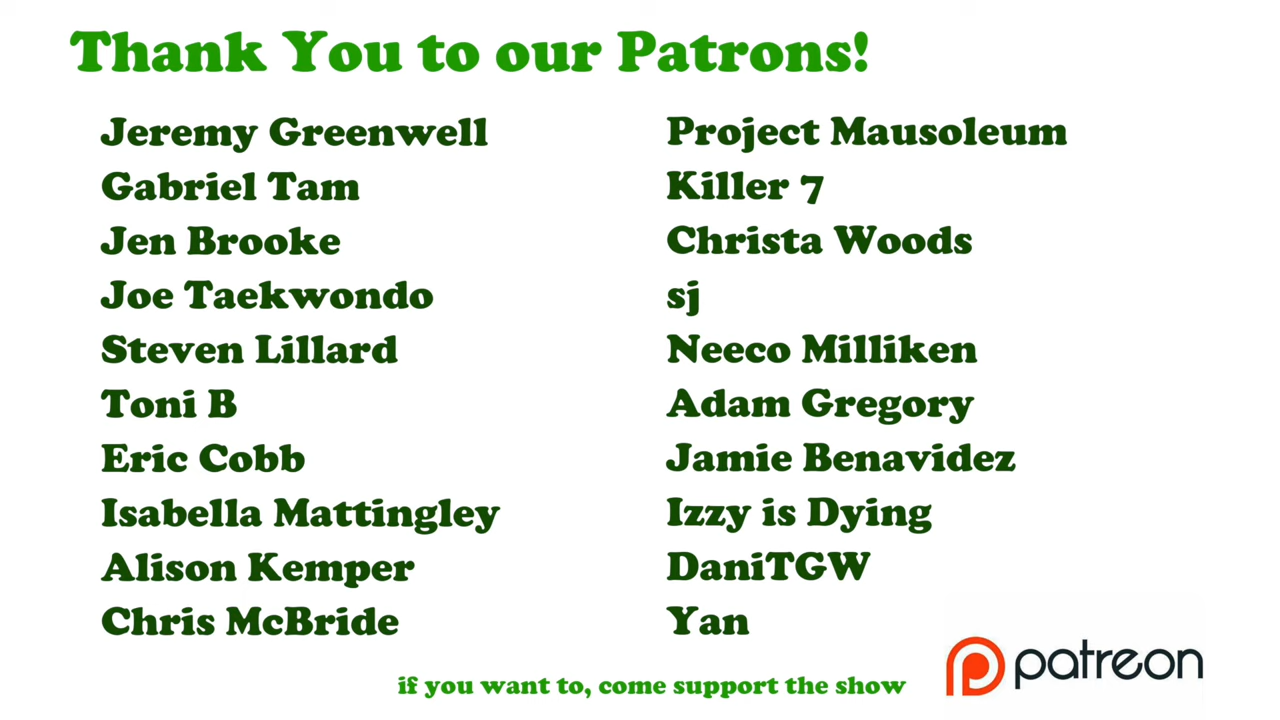 Thank You to our Patrons!
Jeremy Greenwell
Gabriel Tam
Jen Brooke
Joe Taekwondo
Steven Lillard
Toni B
Eric Cobb
Isabella Mattingley
Alison Kemper
Chris McBride
Project Mausoleum
Killer 7
Christa Woods
sj
Neeco Milliken
Adam Gregory
Jamie Benavidez
Izzy is Dying
DaniTGW
Yan
if you want to, come support the show
patreon